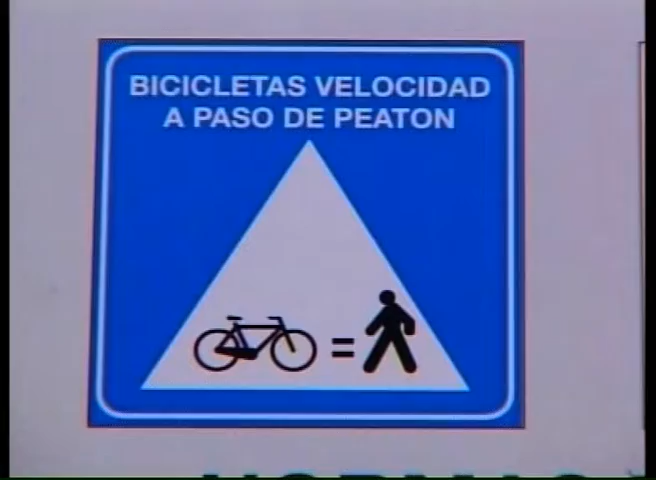 BICICLETAS VELOCIDAD
A PASO DE PEATON
=